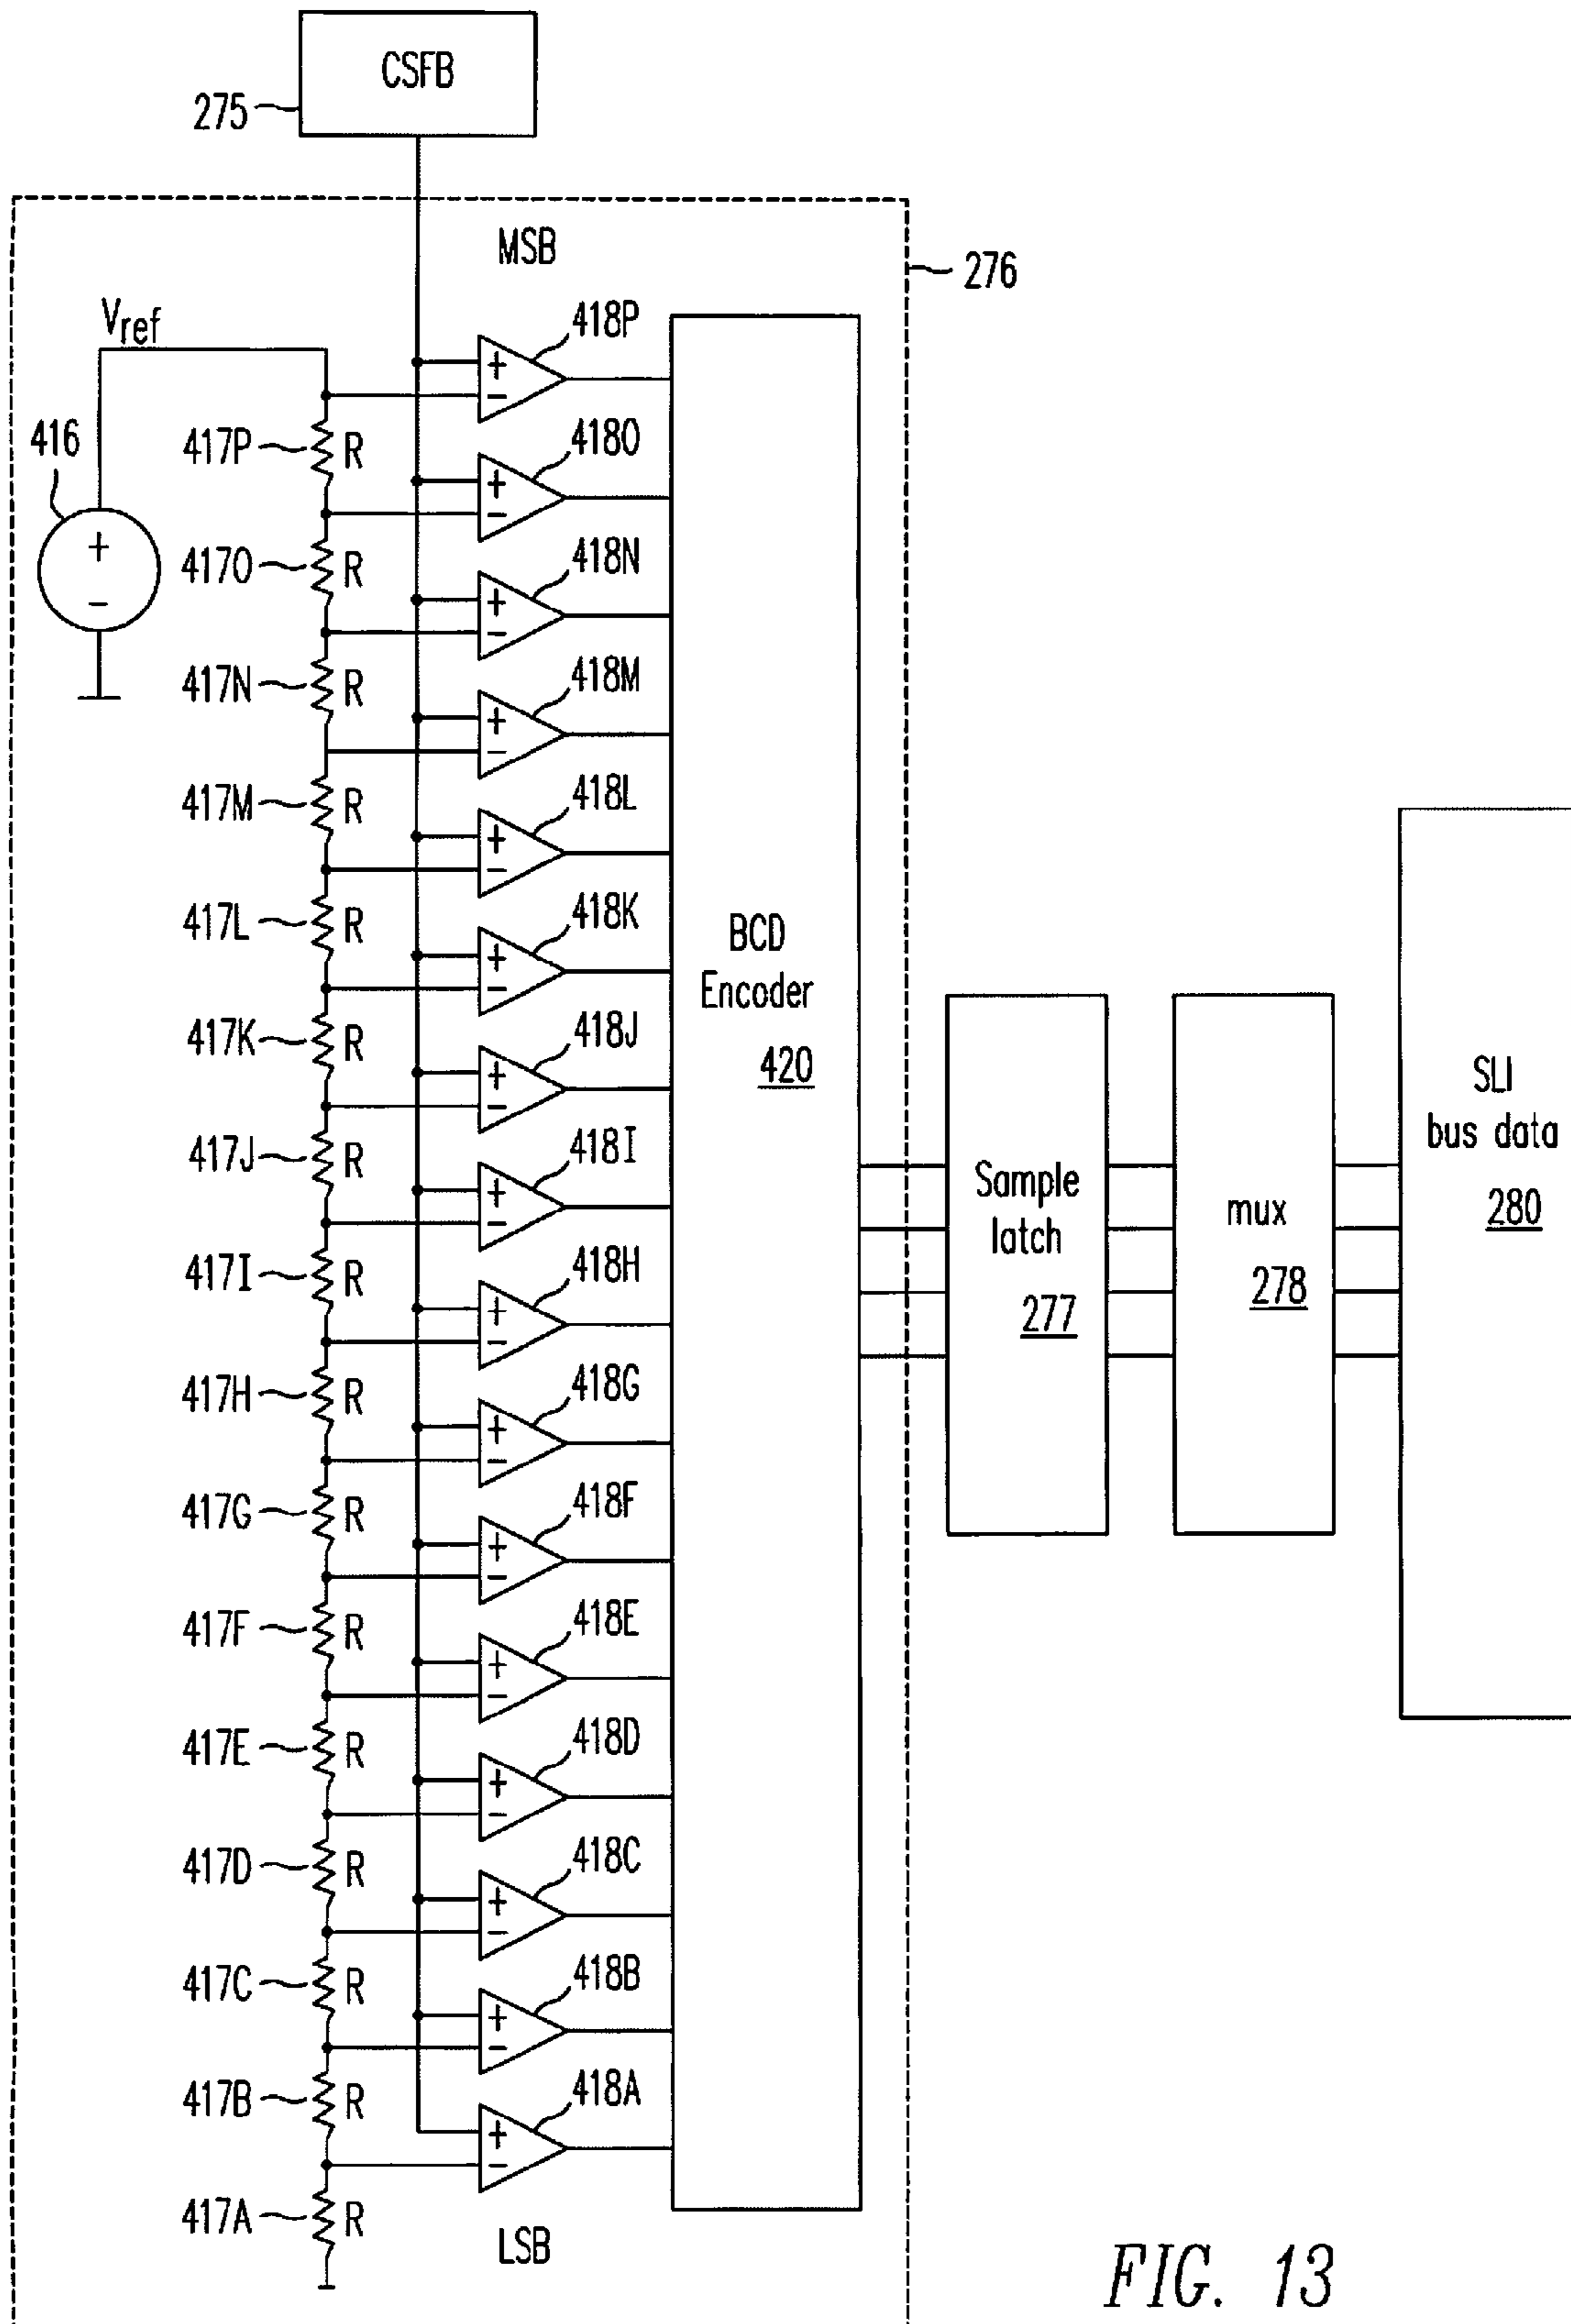 CSFB
275
MSB
276
Vref
418P
416
417P R
418O
417O R
418N
417N R
418M
417M R
418L
417L R
418K
BCD
Encoder
420
417K R
418J
417J R
418I
417I R
418H
417H R
418G
417G R
418F
417F R
418E
417E R
418D
417D R
418C
417C R
418B
417B R
418A
417A R
LSB
Sample
latch
277
mux
278
SLI
bus data
280
+
−
+
−
+
−
+
−
+
−
+
−
+
−
+
−
+
−
+
−
+
−
+
−
+
−
+
−
+
−
+
−
+
−
FIG. 13